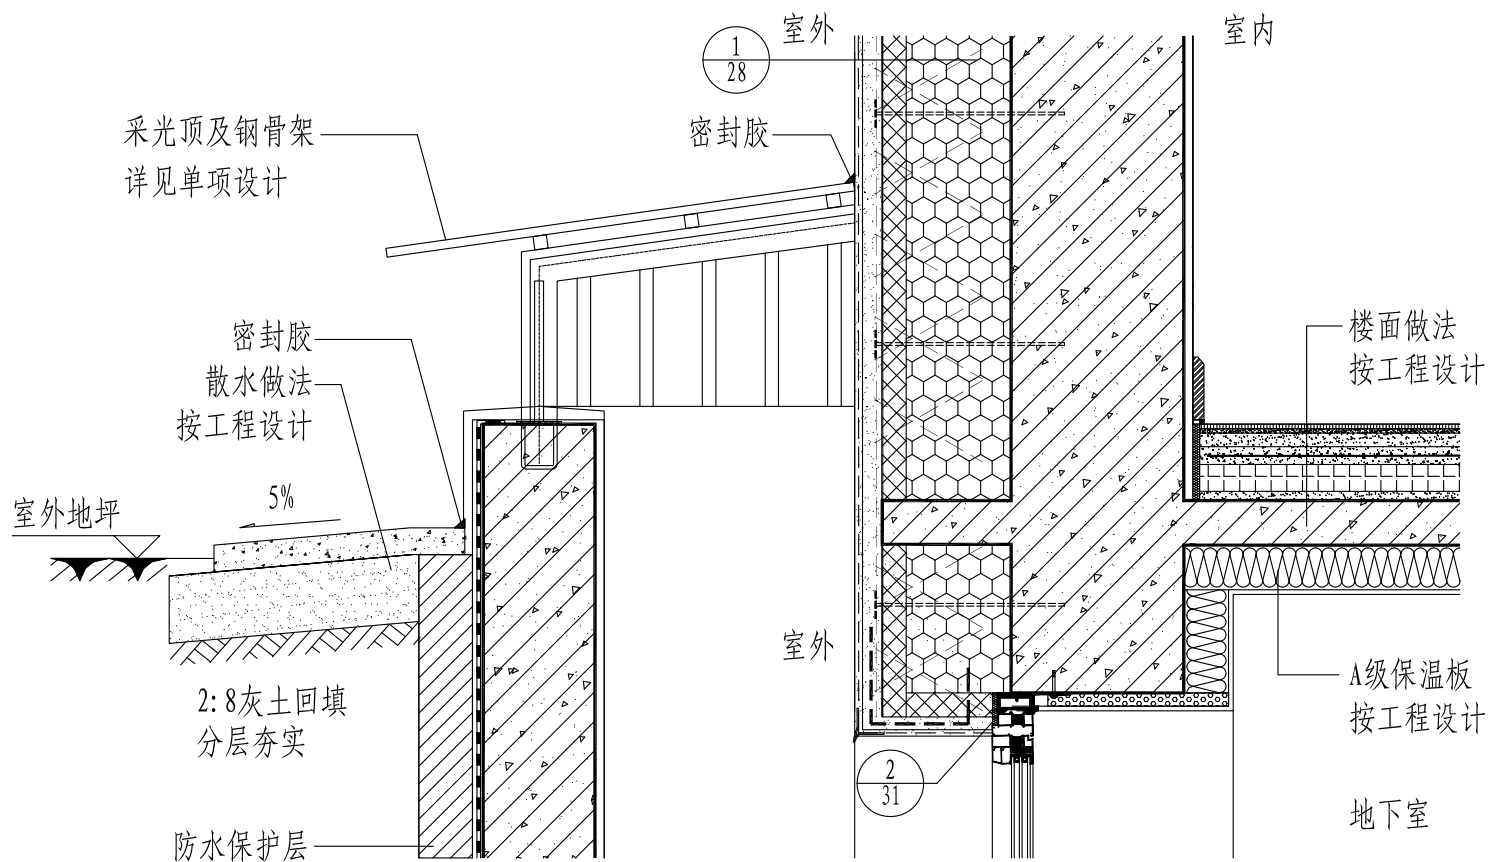 室外
室内
1
28
采光顶及钢骨架
详见单项设计
密封胶
密封胶
散水做法
按工程设计
楼面做法
按工程设计
室外地坪
5%
室外
2:8灰土回填
分层夯实
A级保温板
按工程设计
2
31
防水保护层
地下室